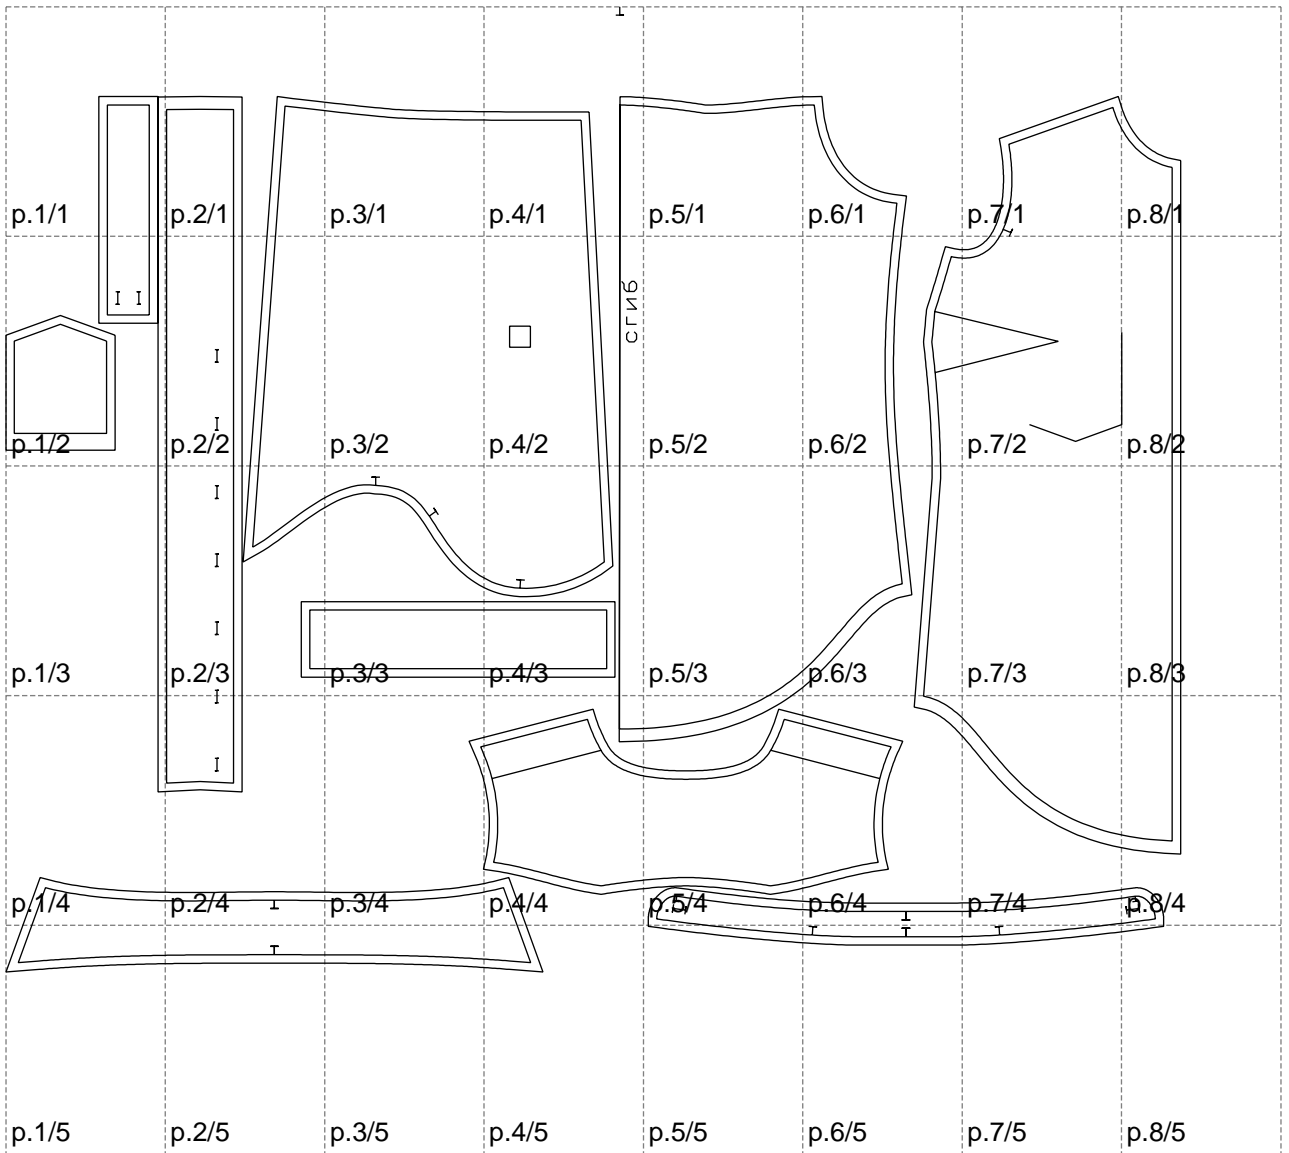 p.1/1 p.2/1 p.3/1 p.4/1 p.5/1 p.6/1 p.7/1 p.8/1
сгиб
p.1/2 p.2/2 p.3/2 p.4/2 p.5/2 p.6/2 p.7/2 p.8/2
p.1/3 p.2/3 p.3/3 p.4/3 p.5/3 p.6/3 p.7/3 p.8/3
p.1/4 p.2/4 p.3/4 p.4/4 p.5/4 p.6/4 p.7/4 p.8/4
p.1/5 p.2/5 p.3/5 p.4/5 p.5/5 p.6/5 p.7/5 p.8/5